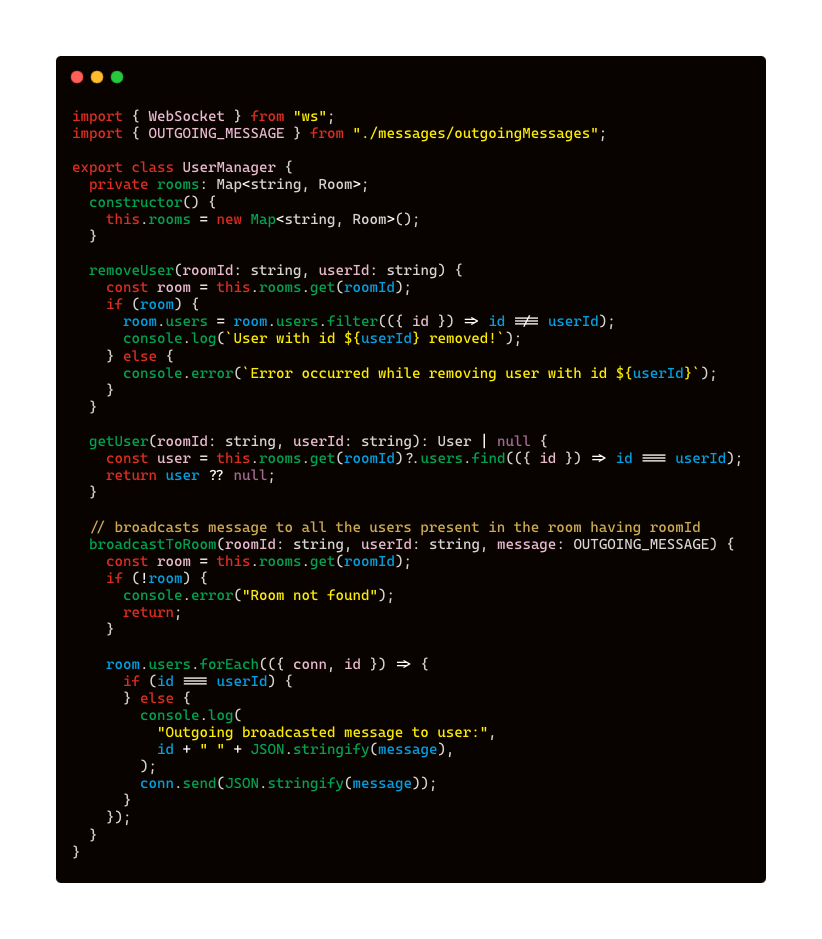 import { WebSocket } from "ws";
import { OUTGOING_MESSAGE } from "./messages/outgoingMessages";

export class UserManager {
  private rooms: Map<string, Room>;
  constructor() {
    this.rooms = new Map<string, Room>();
  }

  removeUser(roomId: string, userId: string) {
    const room = this.rooms.get(roomId);
    if (room) {
      room.users = room.users.filter(({ id }) => id !== userId);
      console.log(`User with id ${userId} removed!`);
    } else {
      console.error(`Error occurred while removing user with id ${userId}`);
    }
  }

  getUser(roomId: string, userId: string): User | null {
    const user = this.rooms.get(roomId)?.users.find(({ id }) => id === userId);
    return user ?? null;
  }

  // broadcasts message to all the users present in the room having roomId
  broadcastToRoom(roomId: string, userId: string, message: OUTGOING_MESSAGE) {
    const room = this.rooms.get(roomId);
    if (!room) {
      console.error("Room not found");
      return;
    }

    room.users.forEach(({ conn, id }) => {
      if (id === userId) {
      } else {
        console.log(
          "Outgoing broadcasted message to user:",
          id + " " + JSON.stringify(message),
        );
        conn.send(JSON.stringify(message));
      }
    });
  }
}